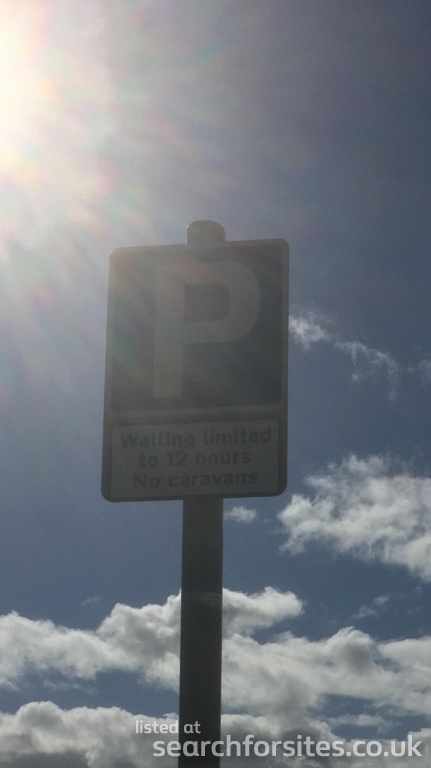 P
Waiting limited
to 12 hours
No caravans
listed at
searchforsites.co.uk